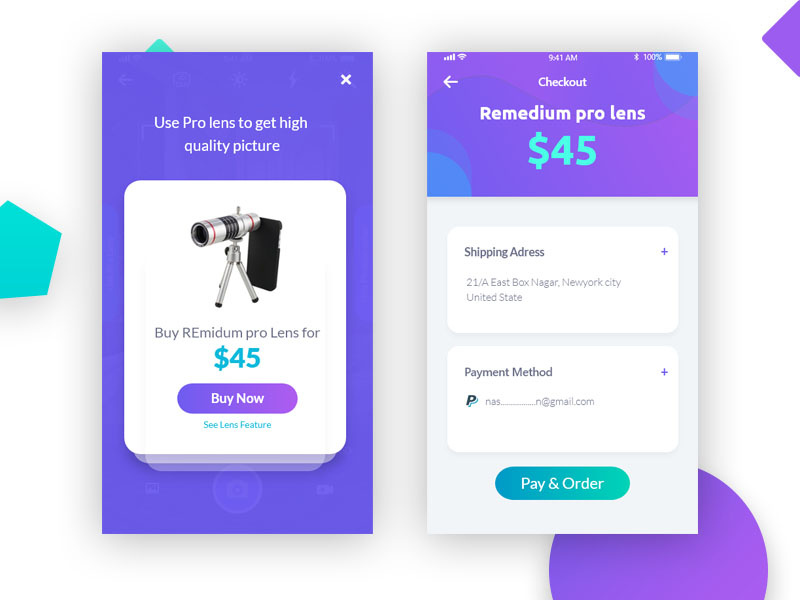 Use Pro lens to get high
quality picture
Buy REmidum pro Lens for
$45
Buy Now
See Lens Feature
9:41 AM
100%
Checkout
Remedium pro lens
$45
Shipping Adress
+
21/A East Box Nagar, Newyork city
United State
Payment Method
+
nas.................n@gmail.com
Pay & Order